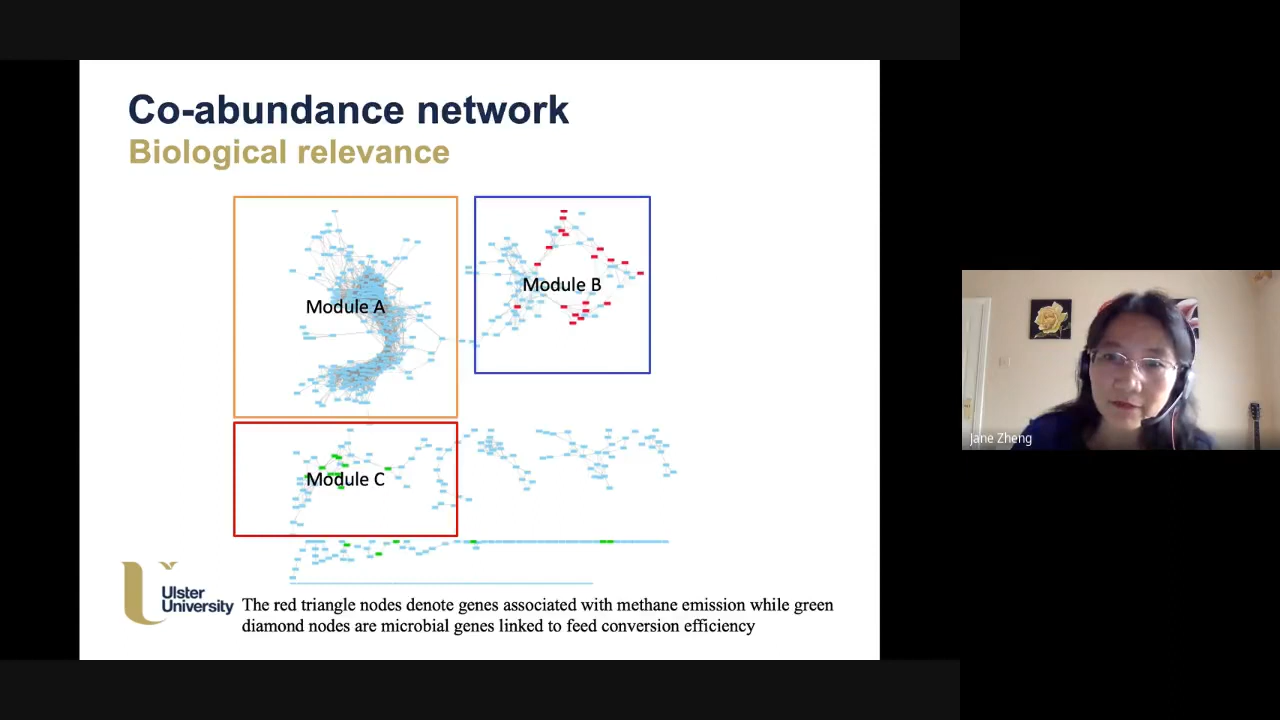 Co-abundance network
Biological relevance
Module A
Module B
Module C
Ulster
University
The red triangle nodes denote genes associated with methane emission while green
diamond nodes are microbial genes linked to feed conversion efficiency
Jane Zheng